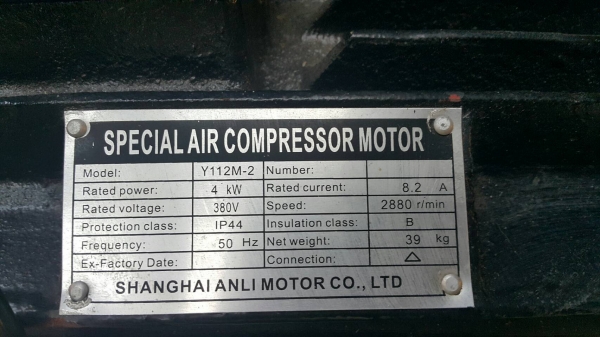 SPECIAL AIR COMPRESSOR MOTOR
Model: Y112M-2 Number:
Rated power: 4 kW Rated current: 8.2 A
Rated voltage: 380V Speed: 2880 r/min
Protection class: IP44 Insulation class: B
Frequency: 50 Hz Net weight: 39 kg
Ex-Factory Date: Connection: △
SHANGHAI ANLI MOTOR CO., LTD